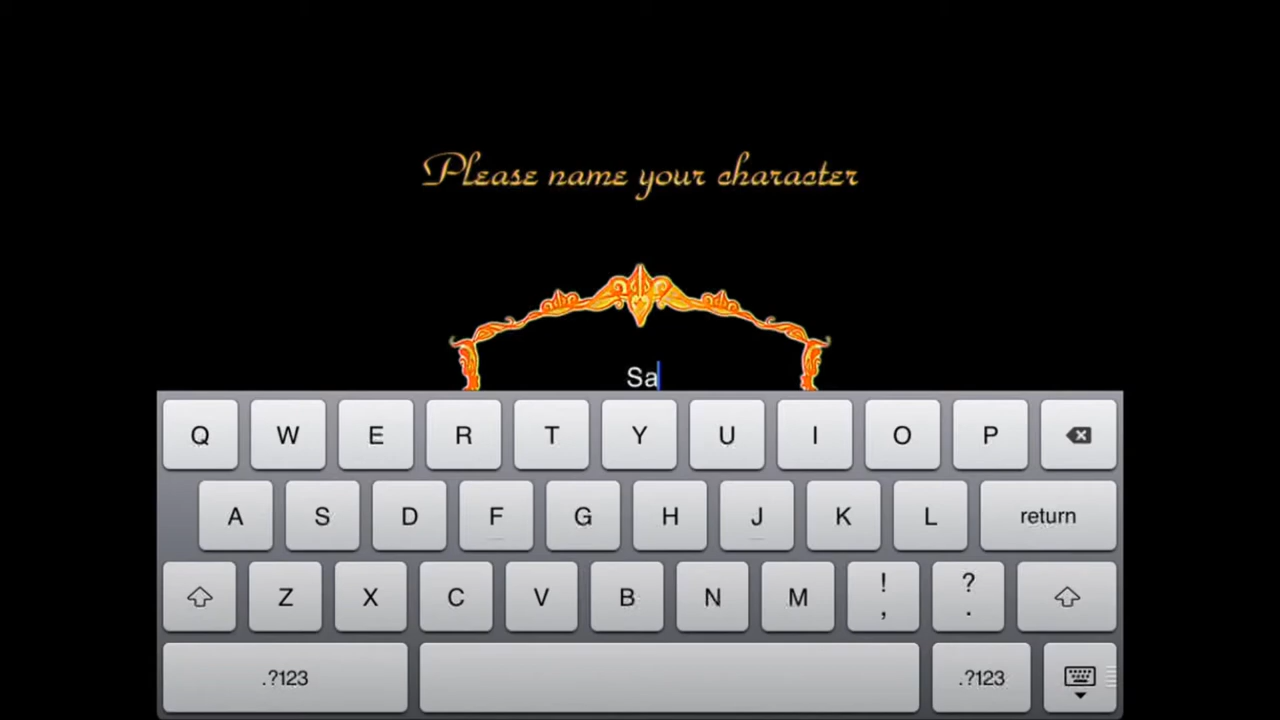 Please name your character
Sa
Q W E R T Y U I O P
A S D F G H J K L return
Z X C V B N M ! , ? .
.?123 .?123